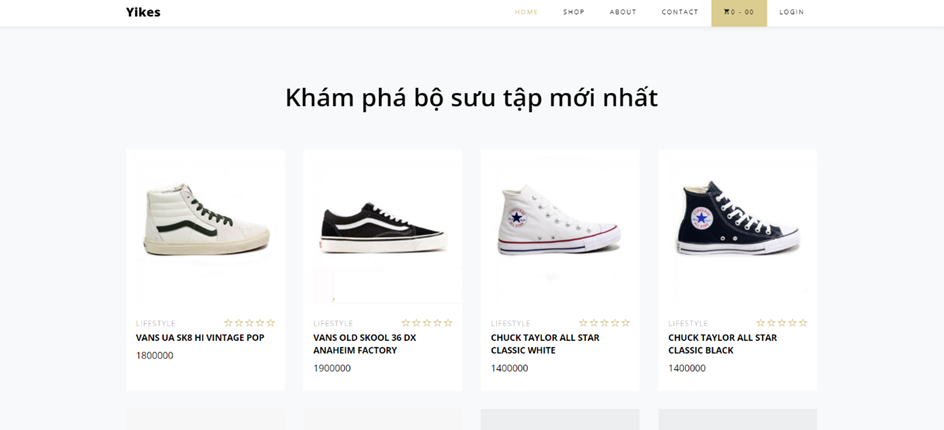 Yikes
HOME SHOP ABOUT CONTACT 0 - 00 LOGIN
Khám phá bộ sưu tập mới nhất
LIFESTYLE
VANS UA SK8 HI VINTAGE POP
1800000
LIFESTYLE
VANS OLD SKOOL 36 DX
ANAHEIM FACTORY
1900000
LIFESTYLE
CHUCK TAYLOR ALL STAR
CLASSIC WHITE
1400000
LIFESTYLE
CHUCK TAYLOR ALL STAR
CLASSIC BLACK
1400000